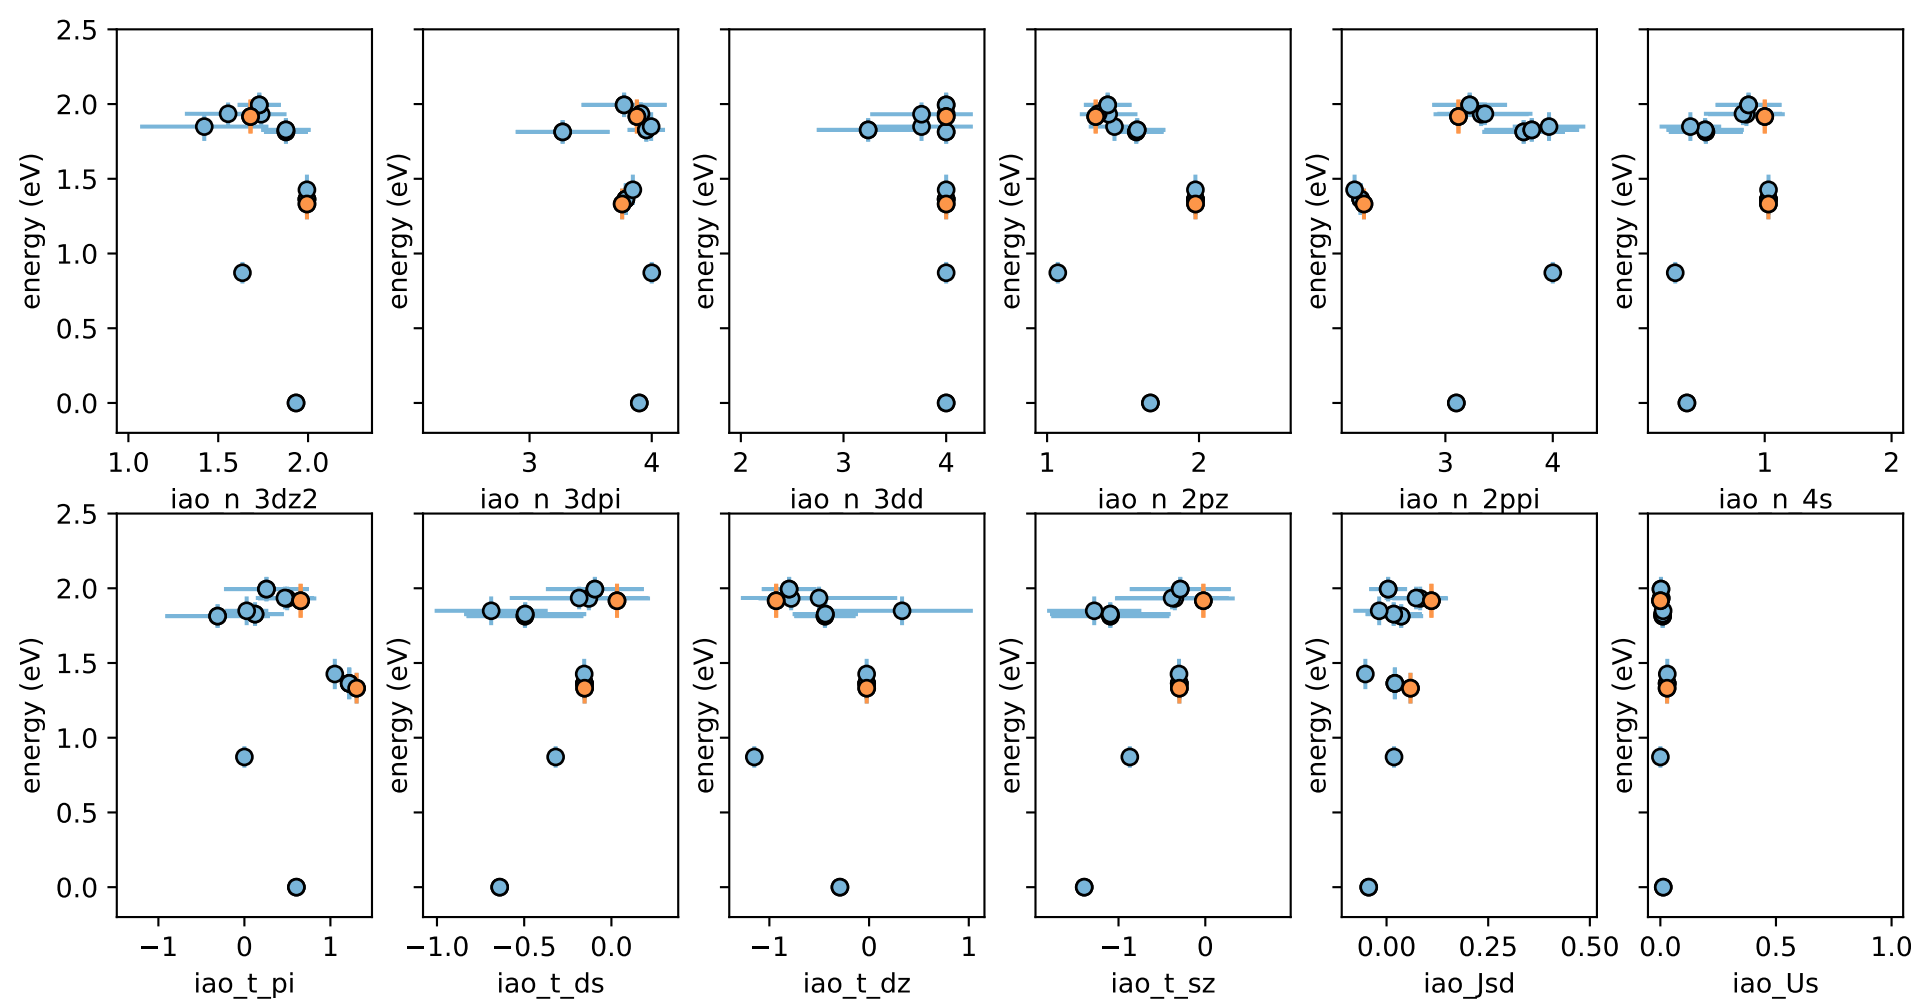 2.5
2.0
1.5
1.0
0.5
0.0
energy (eV) energy (eV) energy (eV) energy (eV) energy (eV) energy (eV)
1.0 1.5 2.0 3 4 2 3 4 1 2 3 4 1 2
iao_n_3dz2 iao_n_3dpi iao_n_3dd iao_n_2pz iao_n_2ppi iao_n_4s
2.5
2.0
1.5
1.0
0.5
0.0
energy (eV) energy (eV) energy (eV) energy (eV) energy (eV) energy (eV)
−1 0 1 −1.0 −0.5 0.0 −1 0 1 −1 0 0.00 0.25 0.50 0.0 0.5 1.0
iao_t_pi iao_t_ds iao_t_dz iao_t_sz iao_Jsd iao_Us